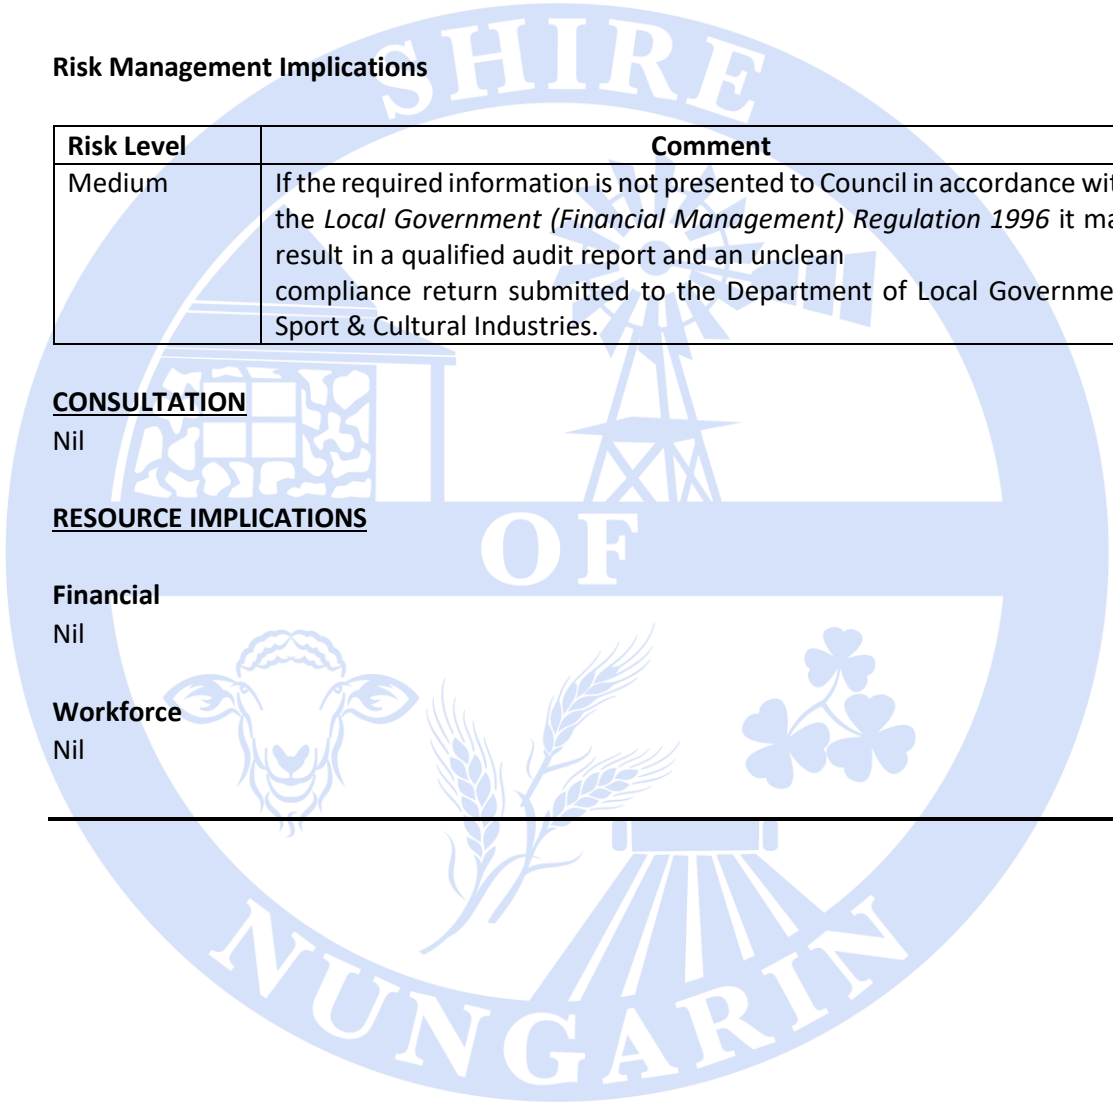 SHIRE
Risk Management Implications
Risk Level Comment
Medium If the required information is not presented to Council in accordance wit
the Local Government (Financial Management) Regulation 1996 it ma
result in a qualified audit report and an unclean
compliance return submitted to the Department of Local Governme
Sport & Cultural Industries.
CONSULTATION
Nil
RESOURCE IMPLICATIONS
OF
Financial
Nil
Workforce
Nil
NUNGARIN